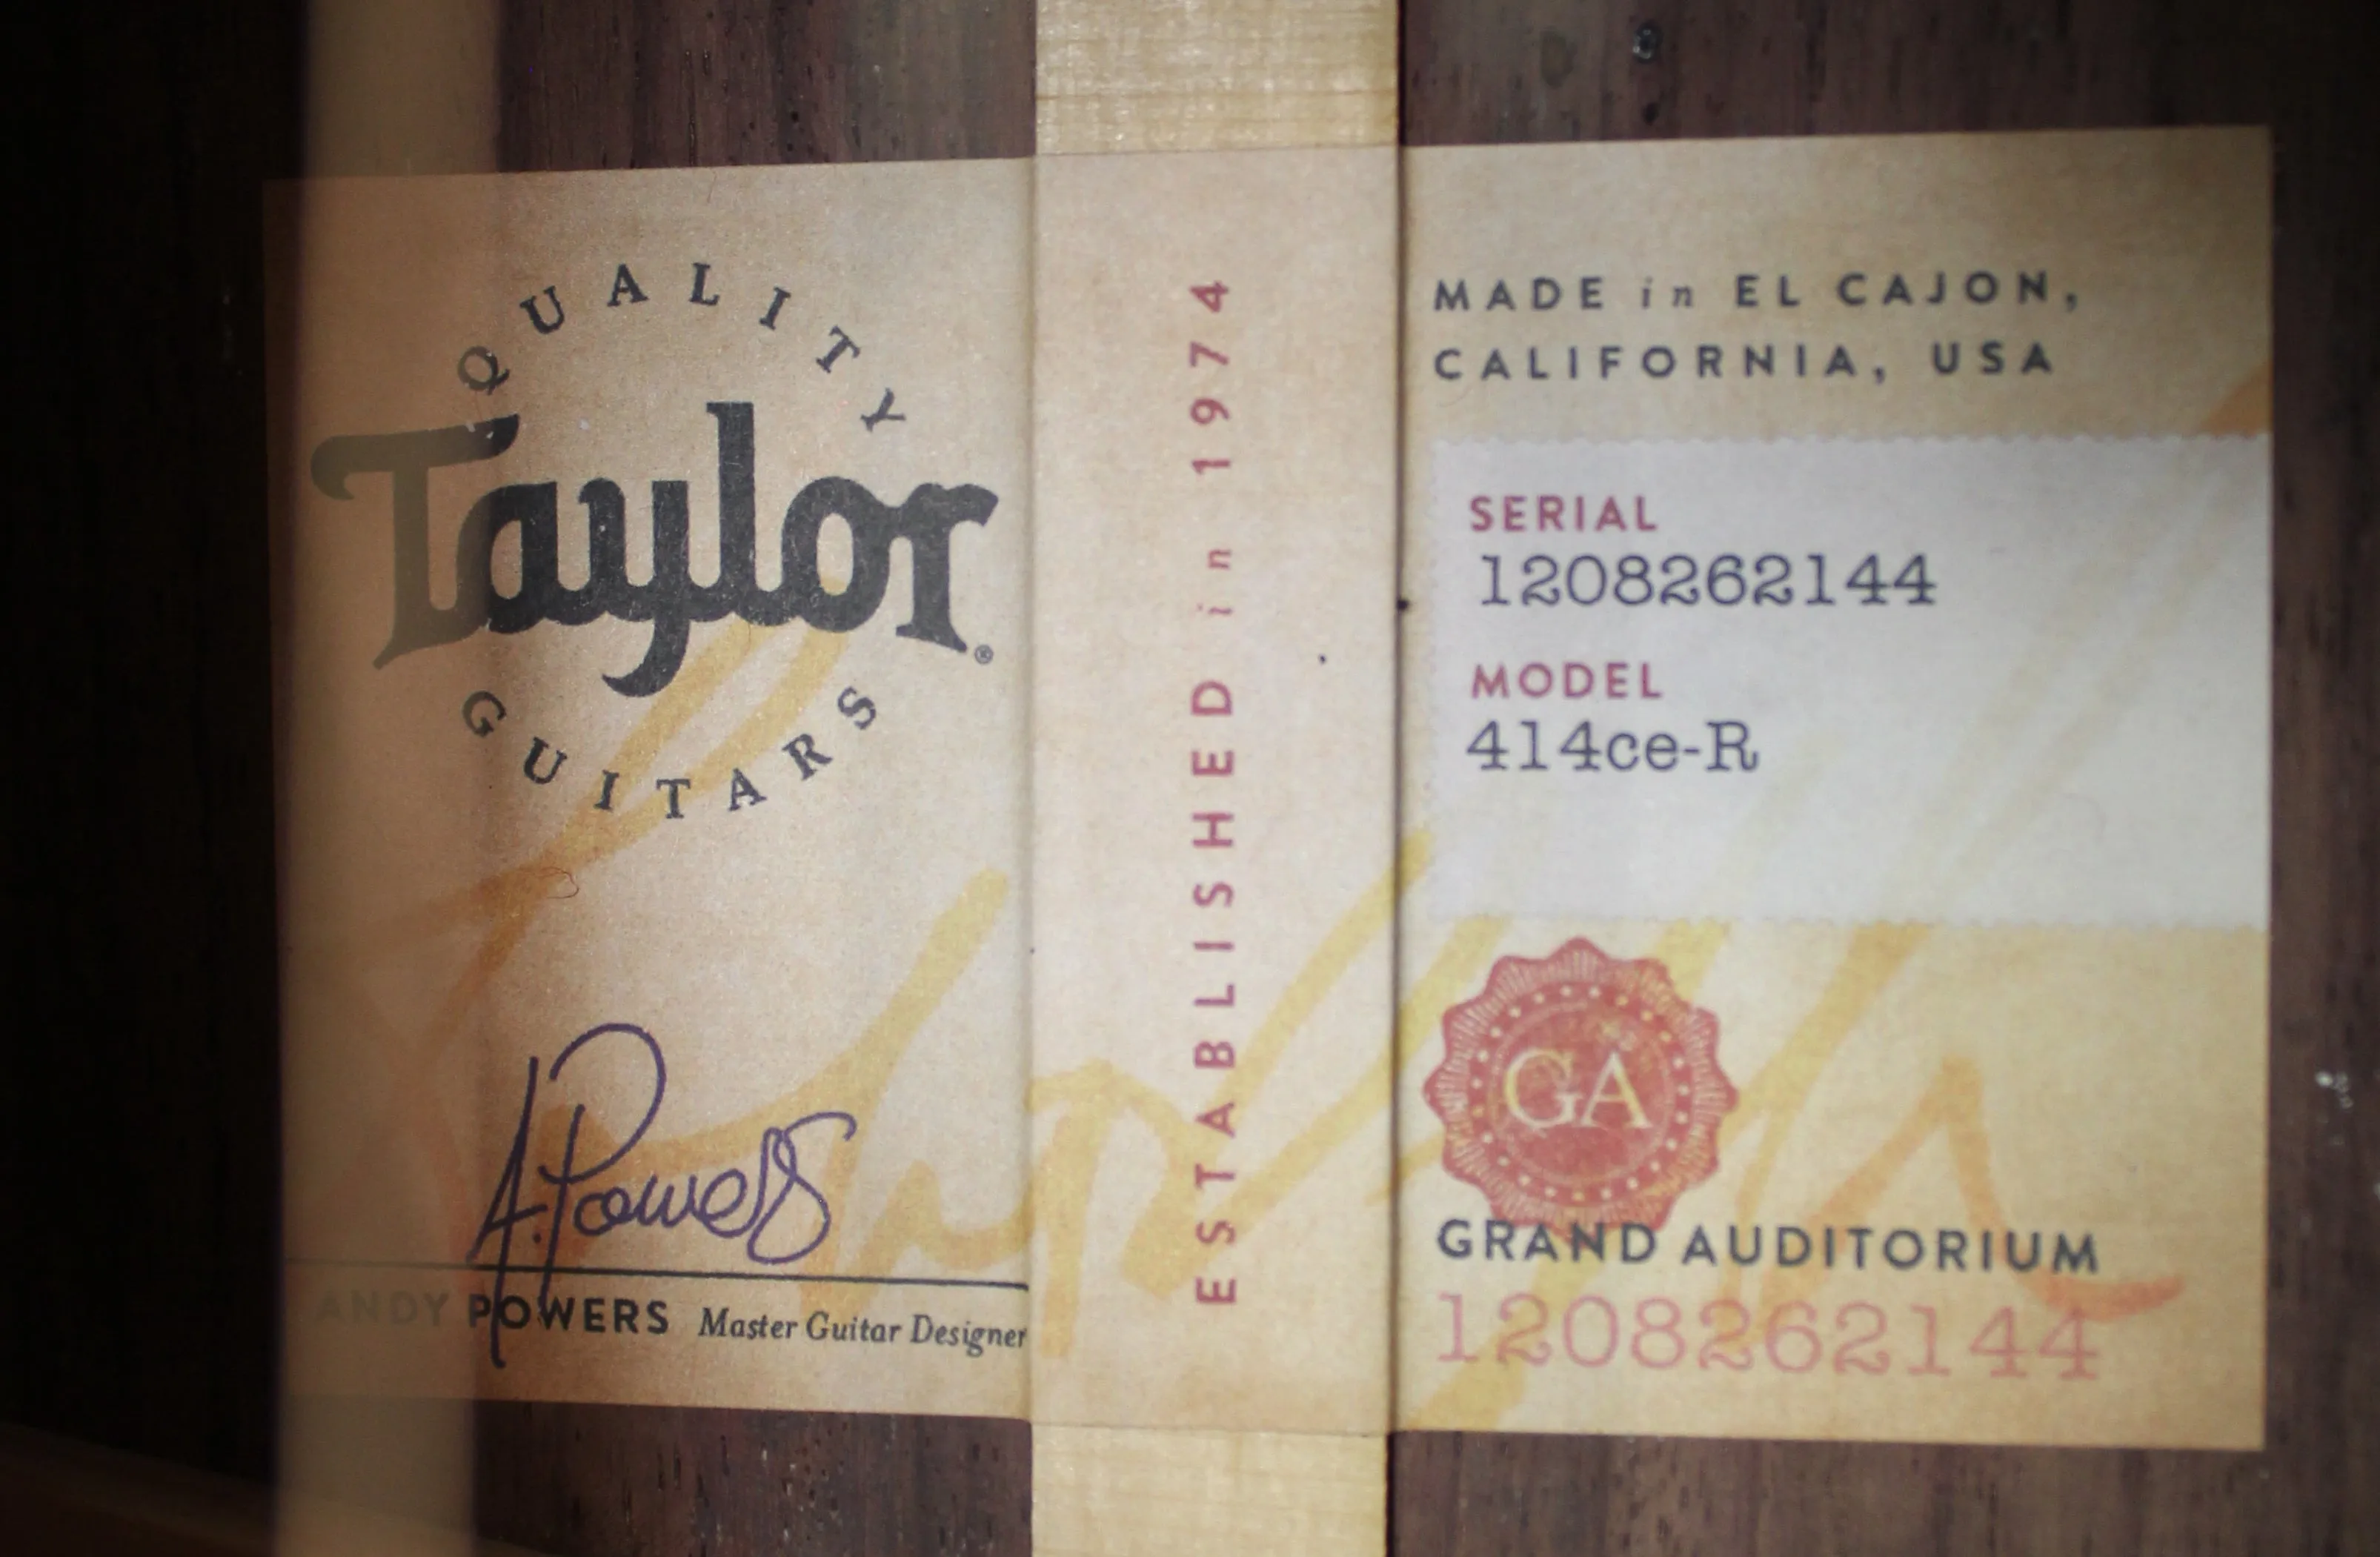 QUALITY
Taylor®
GUITARS
A. Powers
ANDY POWERS Master Guitar Designer
ESTABLISHED in 1974
MADE in EL CAJON,
CALIFORNIA, USA
SERIAL
1208262144
MODEL
414ce-R
GA
GRAND AUDITORIUM
1208262144